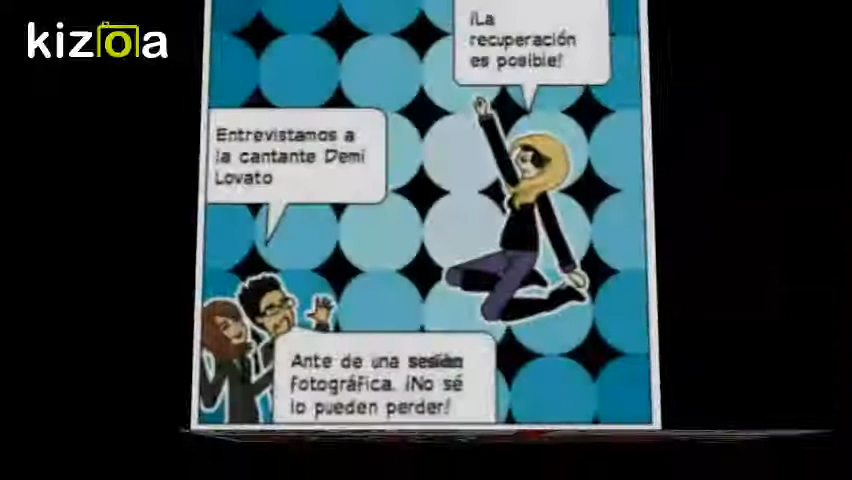 kizoa
¡La
recuperación
es posible!
Entrevistamos a
la cantante Demi
Lovato
Ante de una sesión
fotográfica. ¡No sé
lo pueden perder!